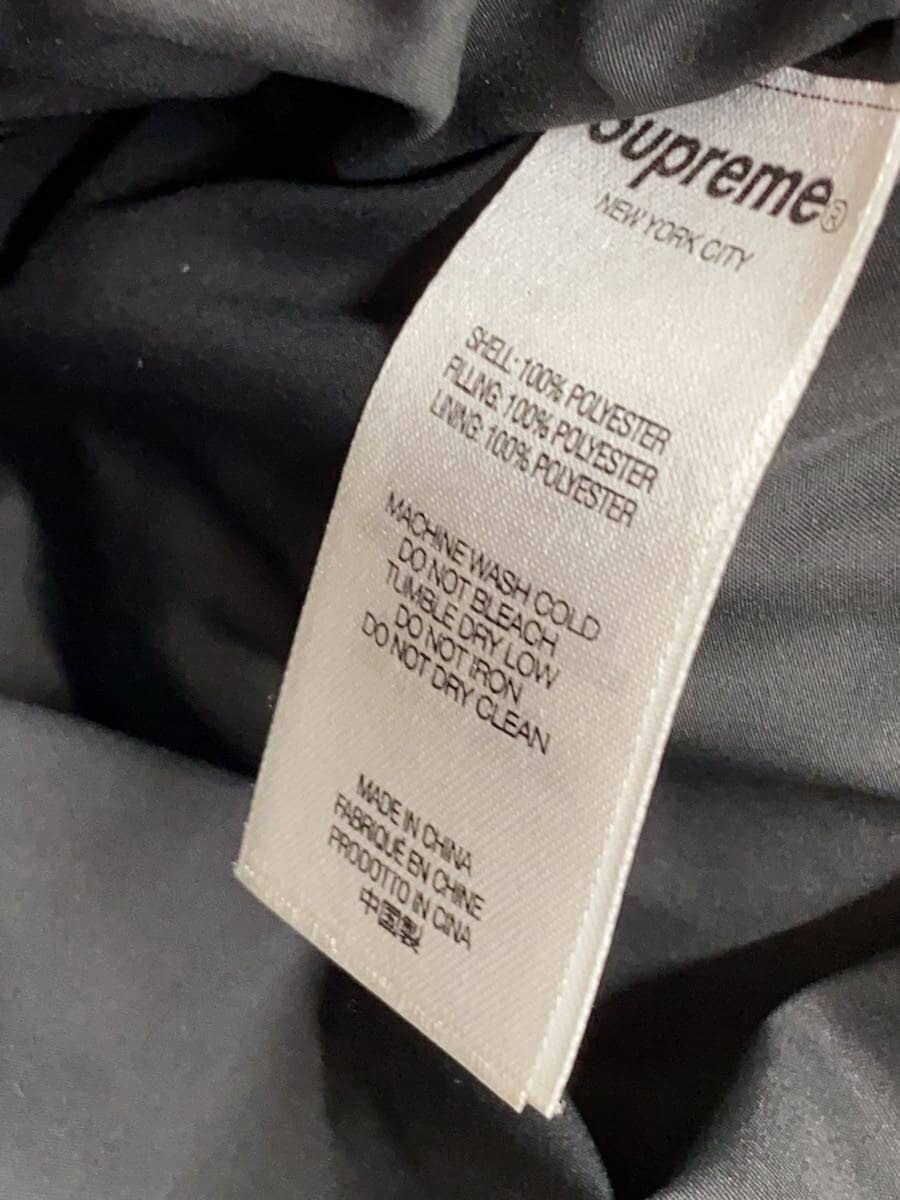 Supreme®
NEW YORK CITY
SHELL: 100% POLYESTER
FILLING: 100% POLYESTER
LINING: 100% POLYESTER
MACHINE WASH COLD
DO NOT BLEACH
TUMBLE DRY LOW
DO NOT IRON
DO NOT DRY CLEAN
MADE IN CHINA
FABRIQUÉ EN CHINE
PRODOTTO IN CINA
中国製